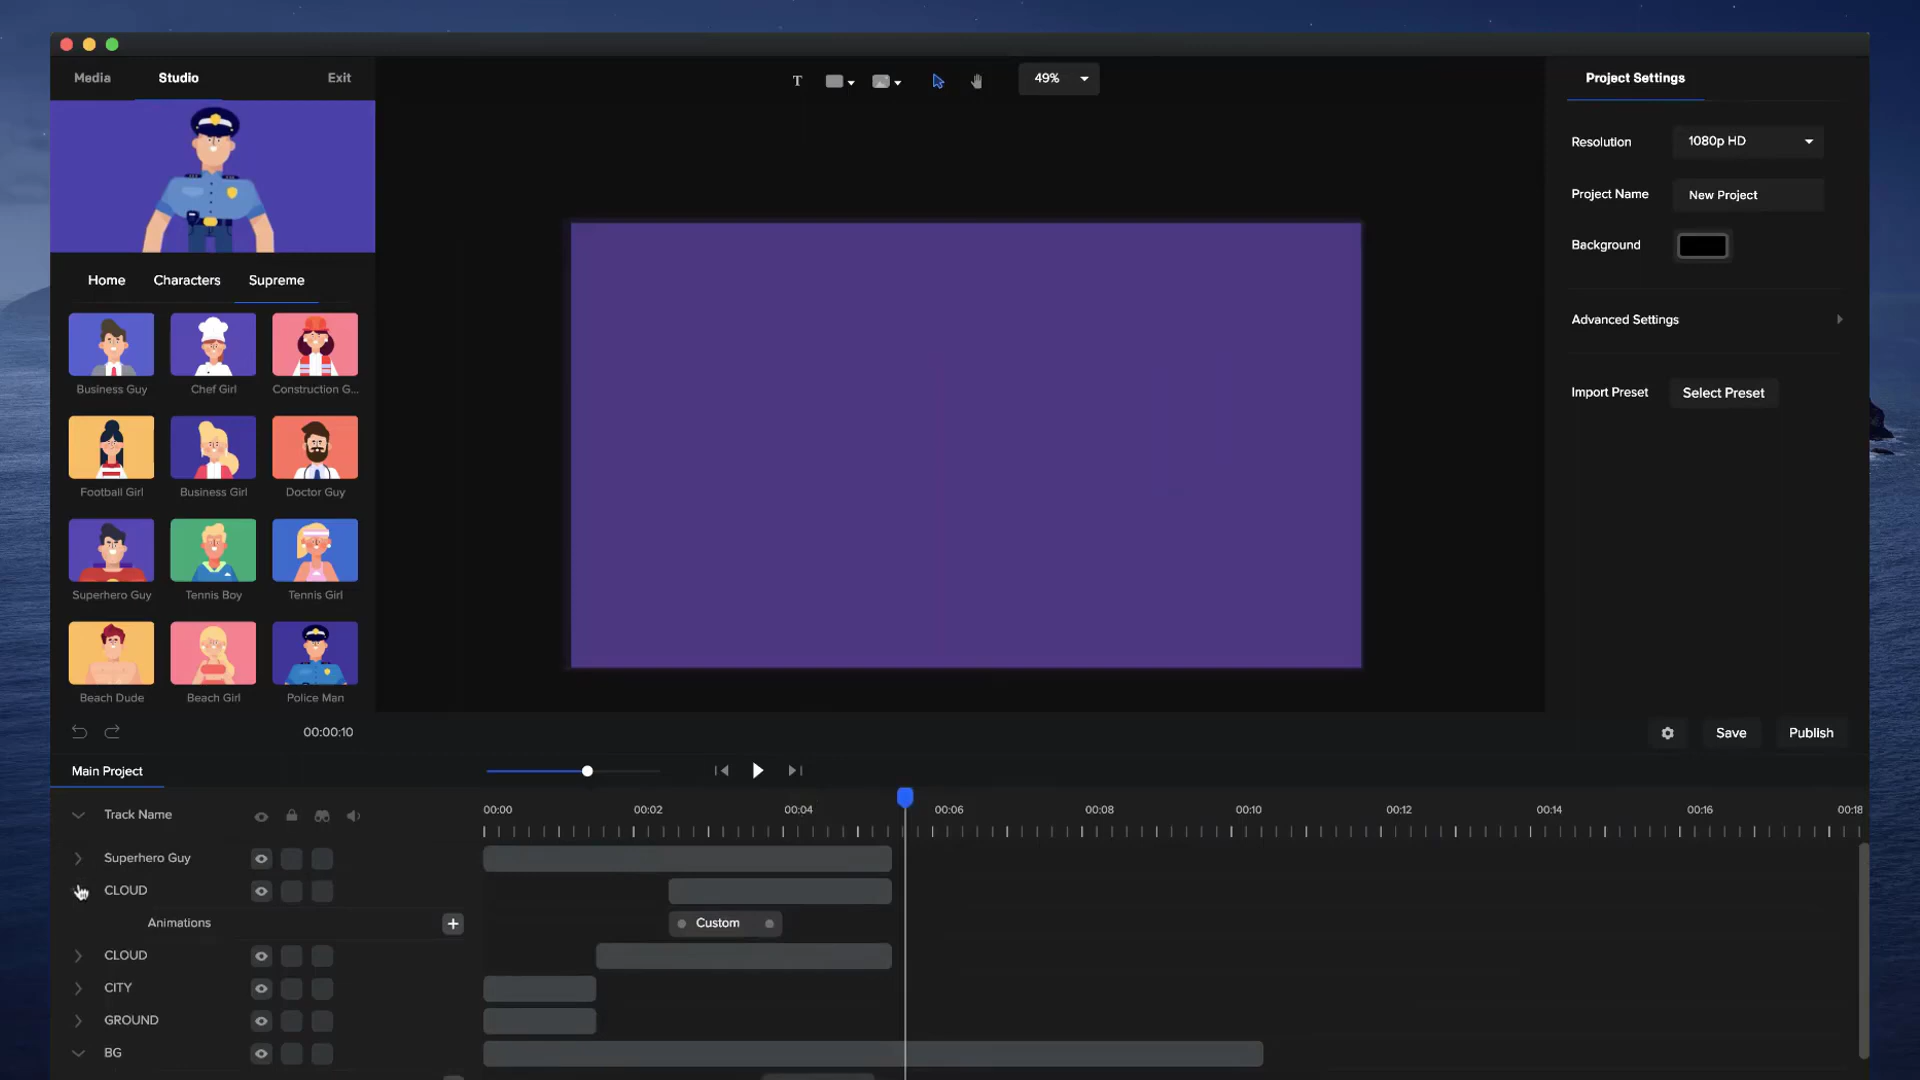 Media Studio Exit
T 49%
Project Settings
Resolution 1080p HD
Project Name New Project
Background
Advanced Settings
Import Preset Select Preset
Home Characters Supreme
Business Guy Chef Girl Construction G...
Football Girl Business Girl Doctor Guy
Superhero Guy Tennis Boy Tennis Girl
Beach Dude Beach Girl Police Man
00:00:10
Save Publish
Main Project
Track Name
00:00 00:02 00:04 00:06 00:08 00:10 00:12 00:14 00:16 00:18
Superhero Guy
CLOUD
Animations + Custom
CLOUD
CITY
GROUND
BG